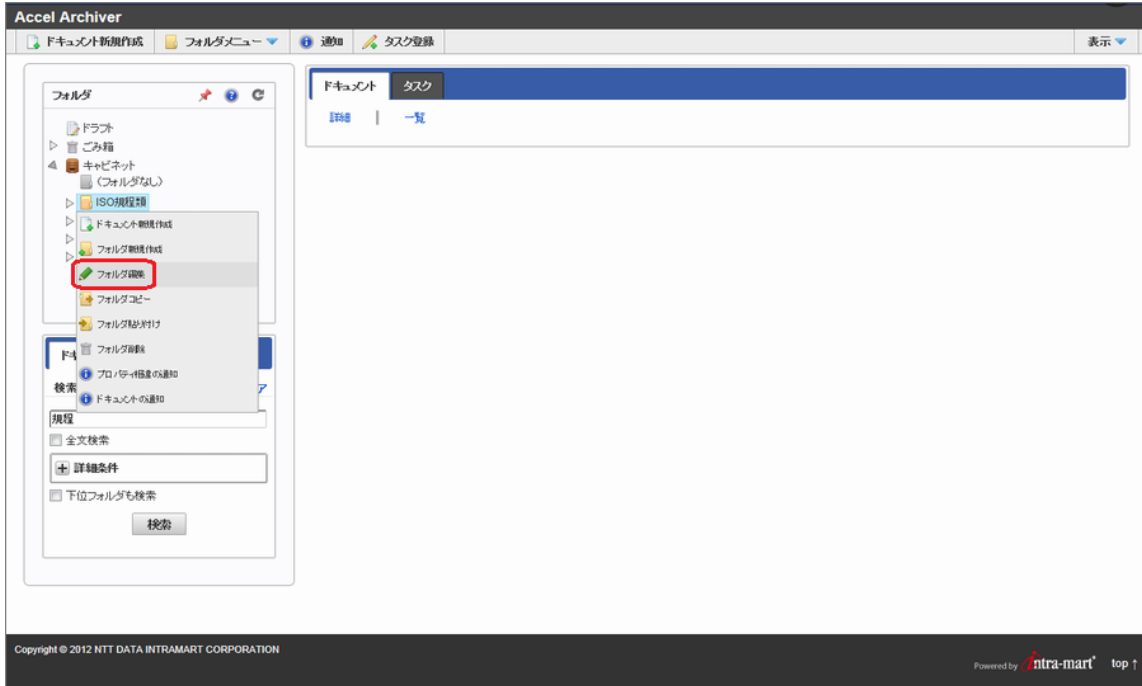 Accel Archiver
ドキュメント新規作成 フォルダメニュー 通知 タスク登録 表示
フォルダ
ドキュメント タスク
詳細 | 一覧
ドラフト
ごみ箱
キャビネット
(フォルダなし)
ISO規程類
ドキュメント新規作成
フォルダ新規作成
フォルダ編集
フォルダコピー
フォルダ貼り付け
フォルダ削除
プロパティ検査の通知
ドキュメントの通知
検索
規程
全文検索
詳細条件
下位フォルダも検索
検索
Copyright © 2012 NTT DATA INTRAMART CORPORATION
Powered by intra-mart top ↑